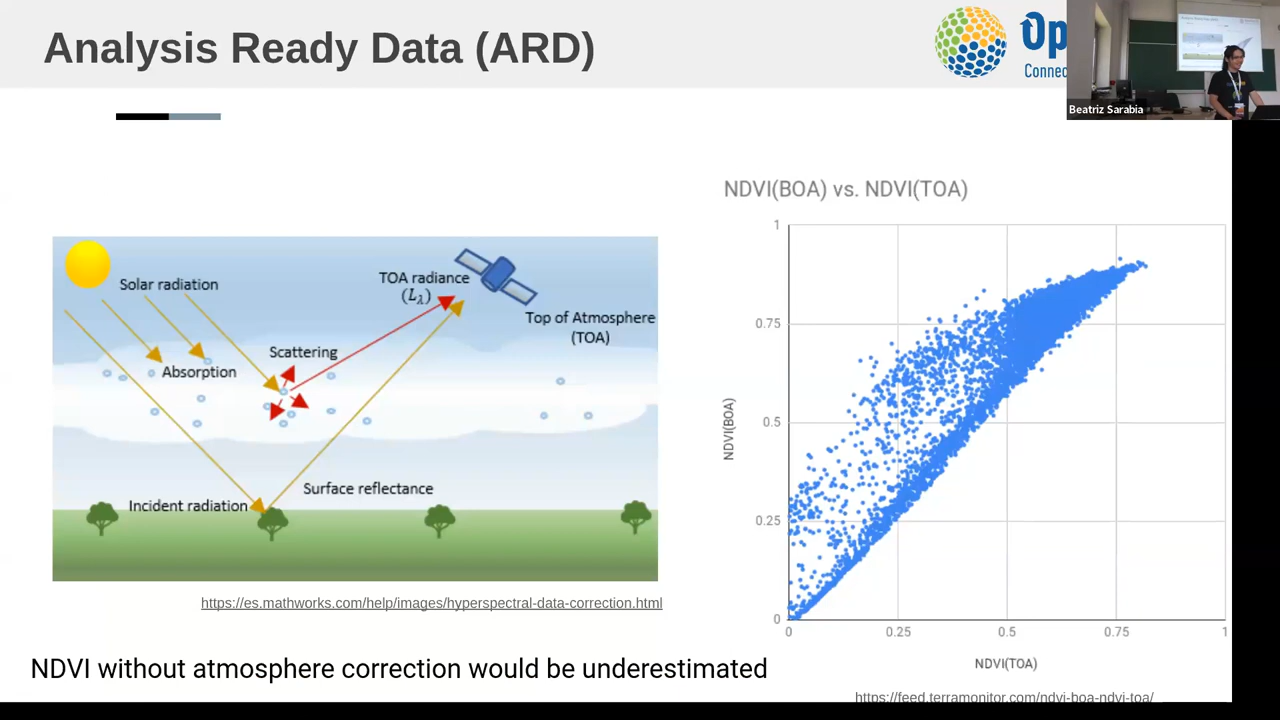 Analysis Ready Data (ARD)
Op
Connec
Beatriz Sarabia
NDVI(BOA) vs. NDVI(TOA)
Solar radiation
TOA radiance
(Lλ)
Top of Atmosphere
(TOA)
Scattering
Absorption
Surface reflectance
Incident radiation
https://es.mathworks.com/help/images/hyperspectral-data-correction.html
1
0.75
0.5
0.25
0
NDVI(BOA)
0
0.25
0.5
0.75
1
NDVI(TOA)
NDVI without atmosphere correction would be underestimated
https://feed.terramonitor.com/ndvi-boa-ndvi-toa/